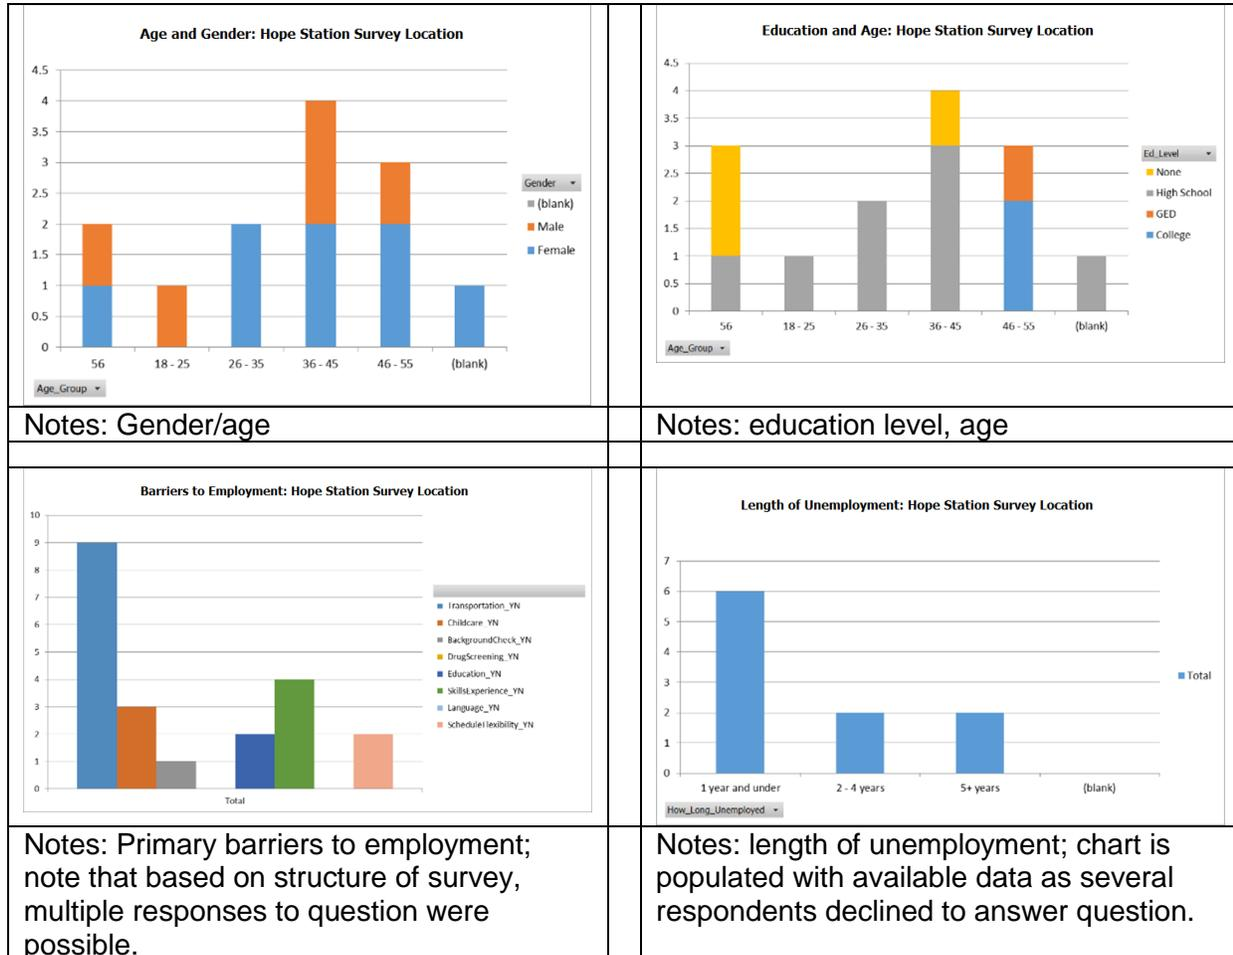 Age and Gender: Hope Station Survey Location
4.5
4
3.5
3
2.5
2
1.5
1
0.5
0
56 18 - 25 26 - 35 36 - 45 46 - 55 (blank)
Age_Group
Gender
(blank)
Male
Female
Education and Age: Hope Station Survey Location
4.5
4
3.5
3
2.5
2
1.5
1
0.5
0
56 18 - 25 26 - 35 36 - 45 46 - 55 (blank)
Age_Group
Ed_Level
None
High School
GED
College
Notes: Gender/age
Notes: education level, age
Barriers to Employment: Hope Station Survey Location
10
9
8
7
6
5
4
3
2
1
0
Total
Transportation_YN
Childcare_YN
BackgroundCheck_YN
DrugScreening_YN
Education_YN
SkillsExperience_YN
Language_YN
ScheduleFlexibility_YN
Length of Unemployment: Hope Station Survey Location
7
6
5
4
3
2
1
0
1 year and under 2 - 4 years 5+ years (blank)
How_Long_Unemployed
Total
Notes: Primary barriers to employment;
note that based on structure of survey,
multiple responses to question were
possible.
Notes: length of unemployment; chart is
populated with available data as several
respondents declined to answer question.